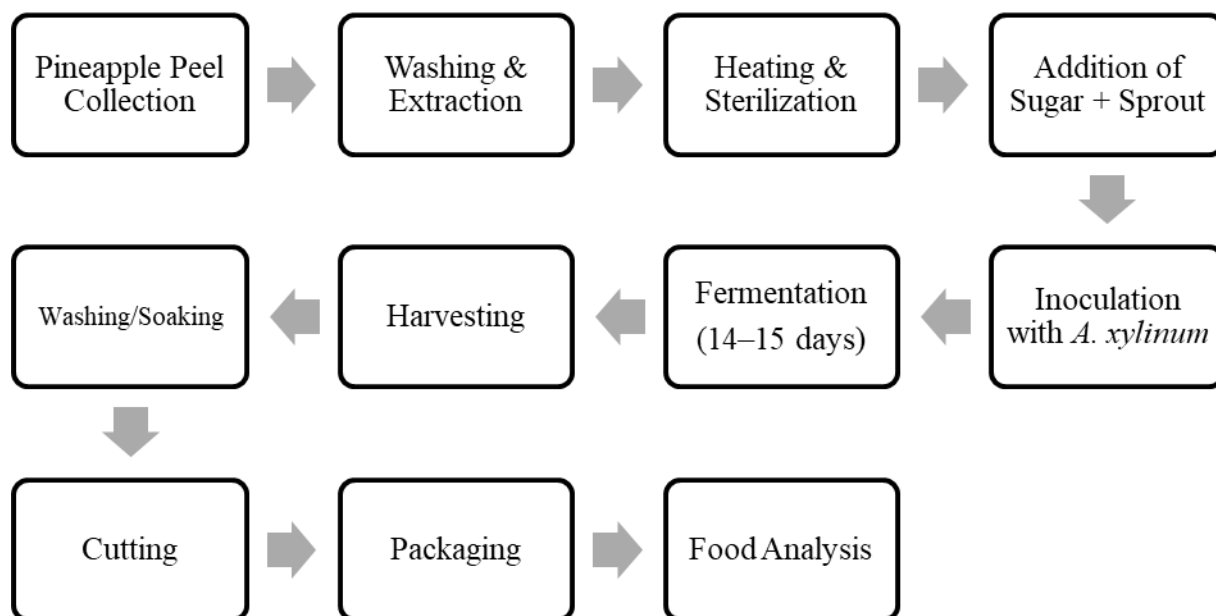 Pineapple Peel
Collection
Washing &
Extraction
Heating &
Sterilization
Addition of
Sugar + Sprout
Inoculation
with A. xylinum
Fermentation
(14–15 days)
Harvesting
Washing/Soaking
Cutting
Packaging
Food Analysis